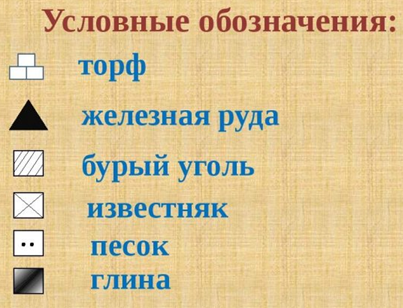 Условные обозначения:
торф
железная руда
бурый уголь
известняк
песок
глина